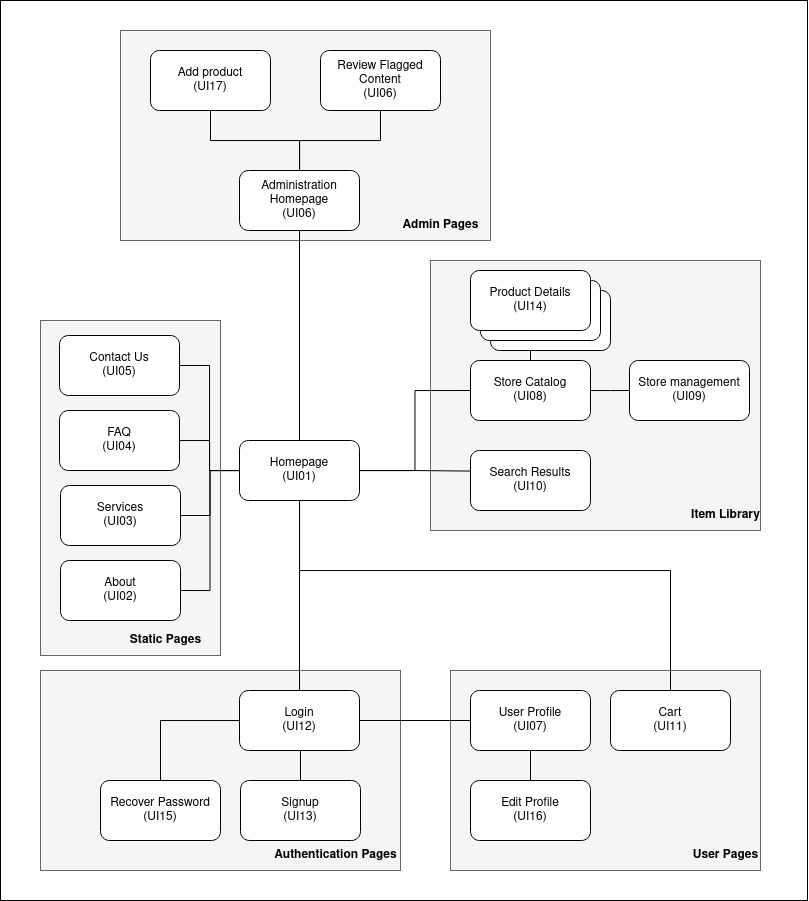 Add product
(UI17)
Review Flagged
Content
(UI06)
Administration
Homepage
(UI06)
Admin Pages
Product Details
(UI14)
Store Catalog
(UI08)
Store management
(UI09)
Search Results
(UI10)
Item Library
Contact Us
(UI05)
FAQ
(UI04)
Services
(UI03)
About
(UI02)
Static Pages
Homepage
(UI01)
Login
(UI12)
Recover Password
(UI15)
Signup
(UI13)
Authentication Pages
User Profile
(UI07)
Cart
(UI11)
Edit Profile
(UI16)
User Pages